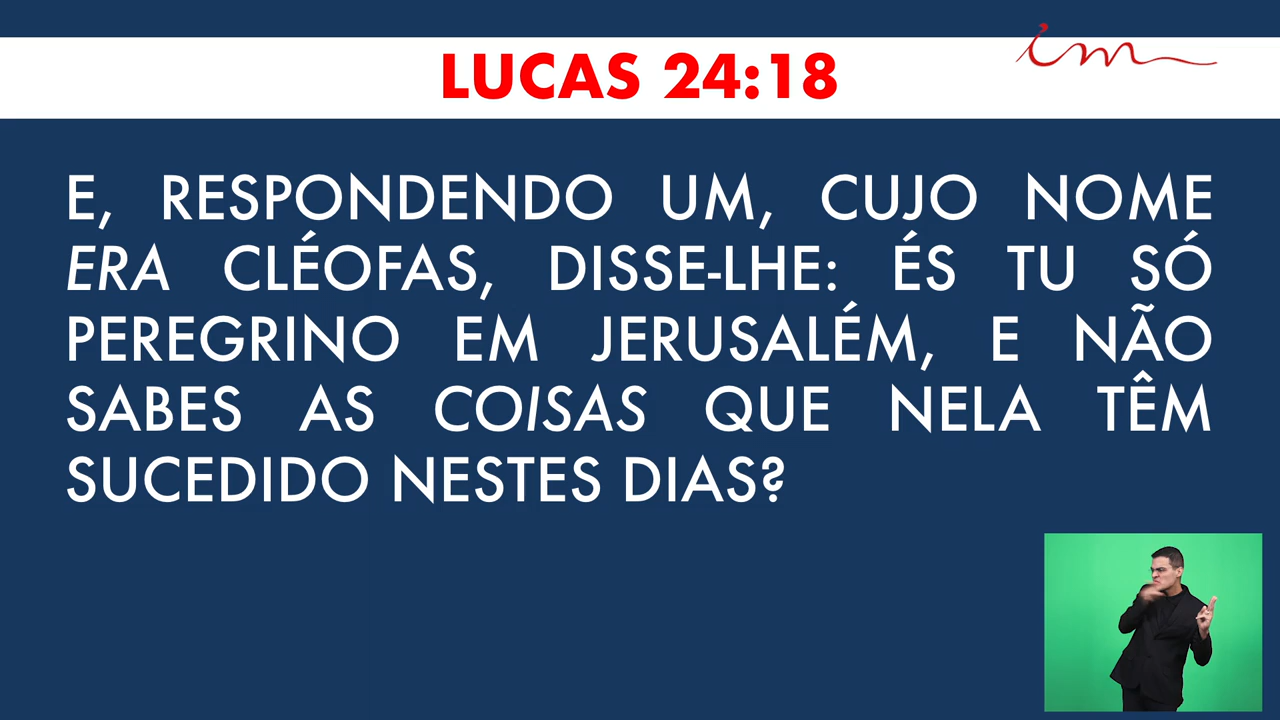 im
LUCAS 24:18
E, RESPONDENDO UM, CUJO NOME
ERA CLÉOFAS, DISSE-LHE: ÉS TU SÓ
PEREGRINO EM JERUSALÉM, E NÃO
SABES AS COISAS QUE NELA TÊM
SUCEDIDO NESTES DIAS?